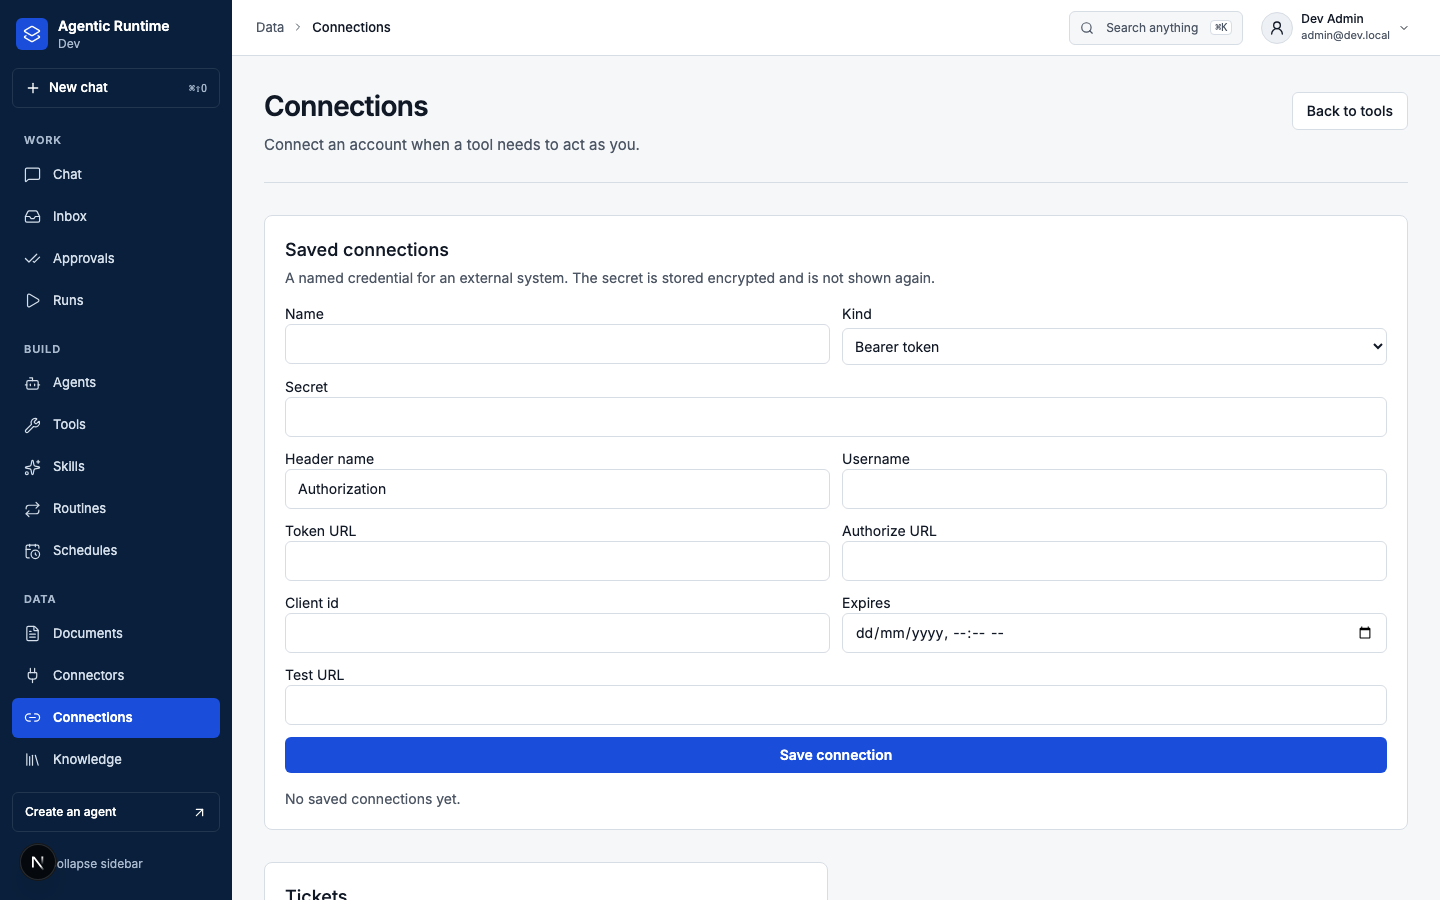 Agentic Runtime
Dev
New chat
⌘⇧O
WORK
Chat
Inbox
Approvals
Runs
BUILD
Agents
Tools
Skills
Routines
Schedules
DATA
Documents
Connectors
Connections
Knowledge
Create an agent
N
ollapse sidebar
Data > Connections
Search anything ⌘K
Dev Admin
admin@dev.local
Connections
Back to tools
Connect an account when a tool needs to act as you.
Saved connections
A named credential for an external system. The secret is stored encrypted and is not shown again.
Name
Kind
Bearer token
Secret
Header name
Authorization
Username
Token URL
Authorize URL
Client id
Expires
dd/mm/yyyy, --:-- --
Test URL
Save connection
No saved connections yet.
Tickets